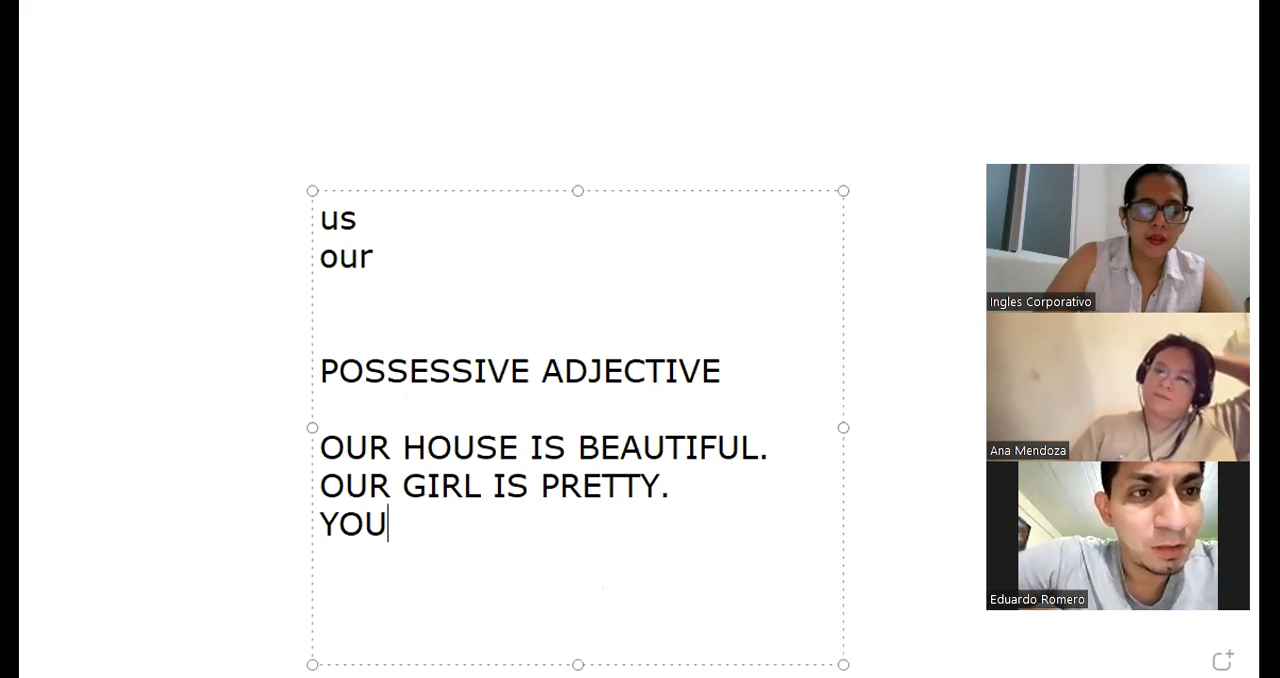 us
our
POSSESSIVE ADJECTIVE
OUR HOUSE IS BEAUTIFUL.
OUR GIRL IS PRETTY.
YOU
Ingles Corporativo
Ana Mendoza
Eduardo Romero